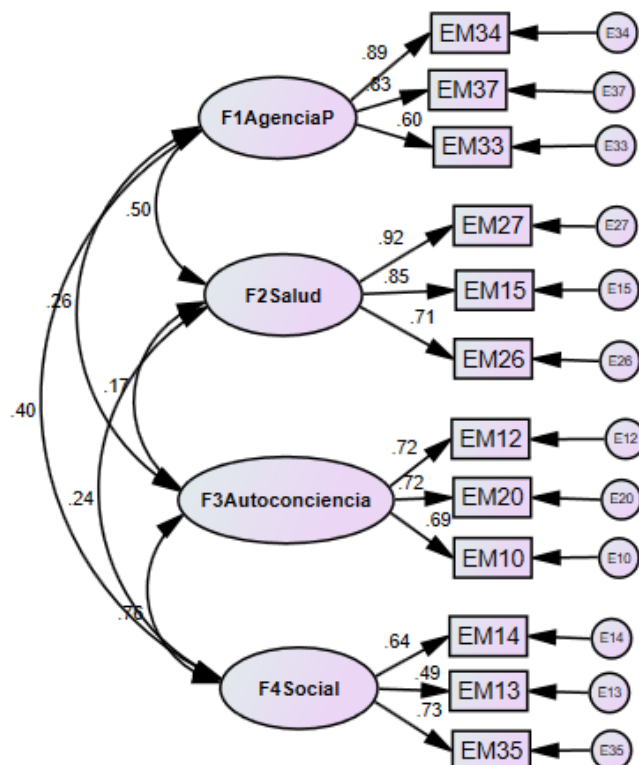 EM34
E34
.89
EM37
E37
.83
F1AgenciaP
.60
EM33
E33
.50
.92
EM27
E27
.85
EM15
E15
F2Salud
.26
.71
EM26
E26
.17
.40
.72
EM12
E12
.72
EM20
E20
F3Autoconciencia
.24
.69
EM10
E10
.76
.64
EM14
E14
.49
EM13
E13
F4Social
.73
EM35
E35